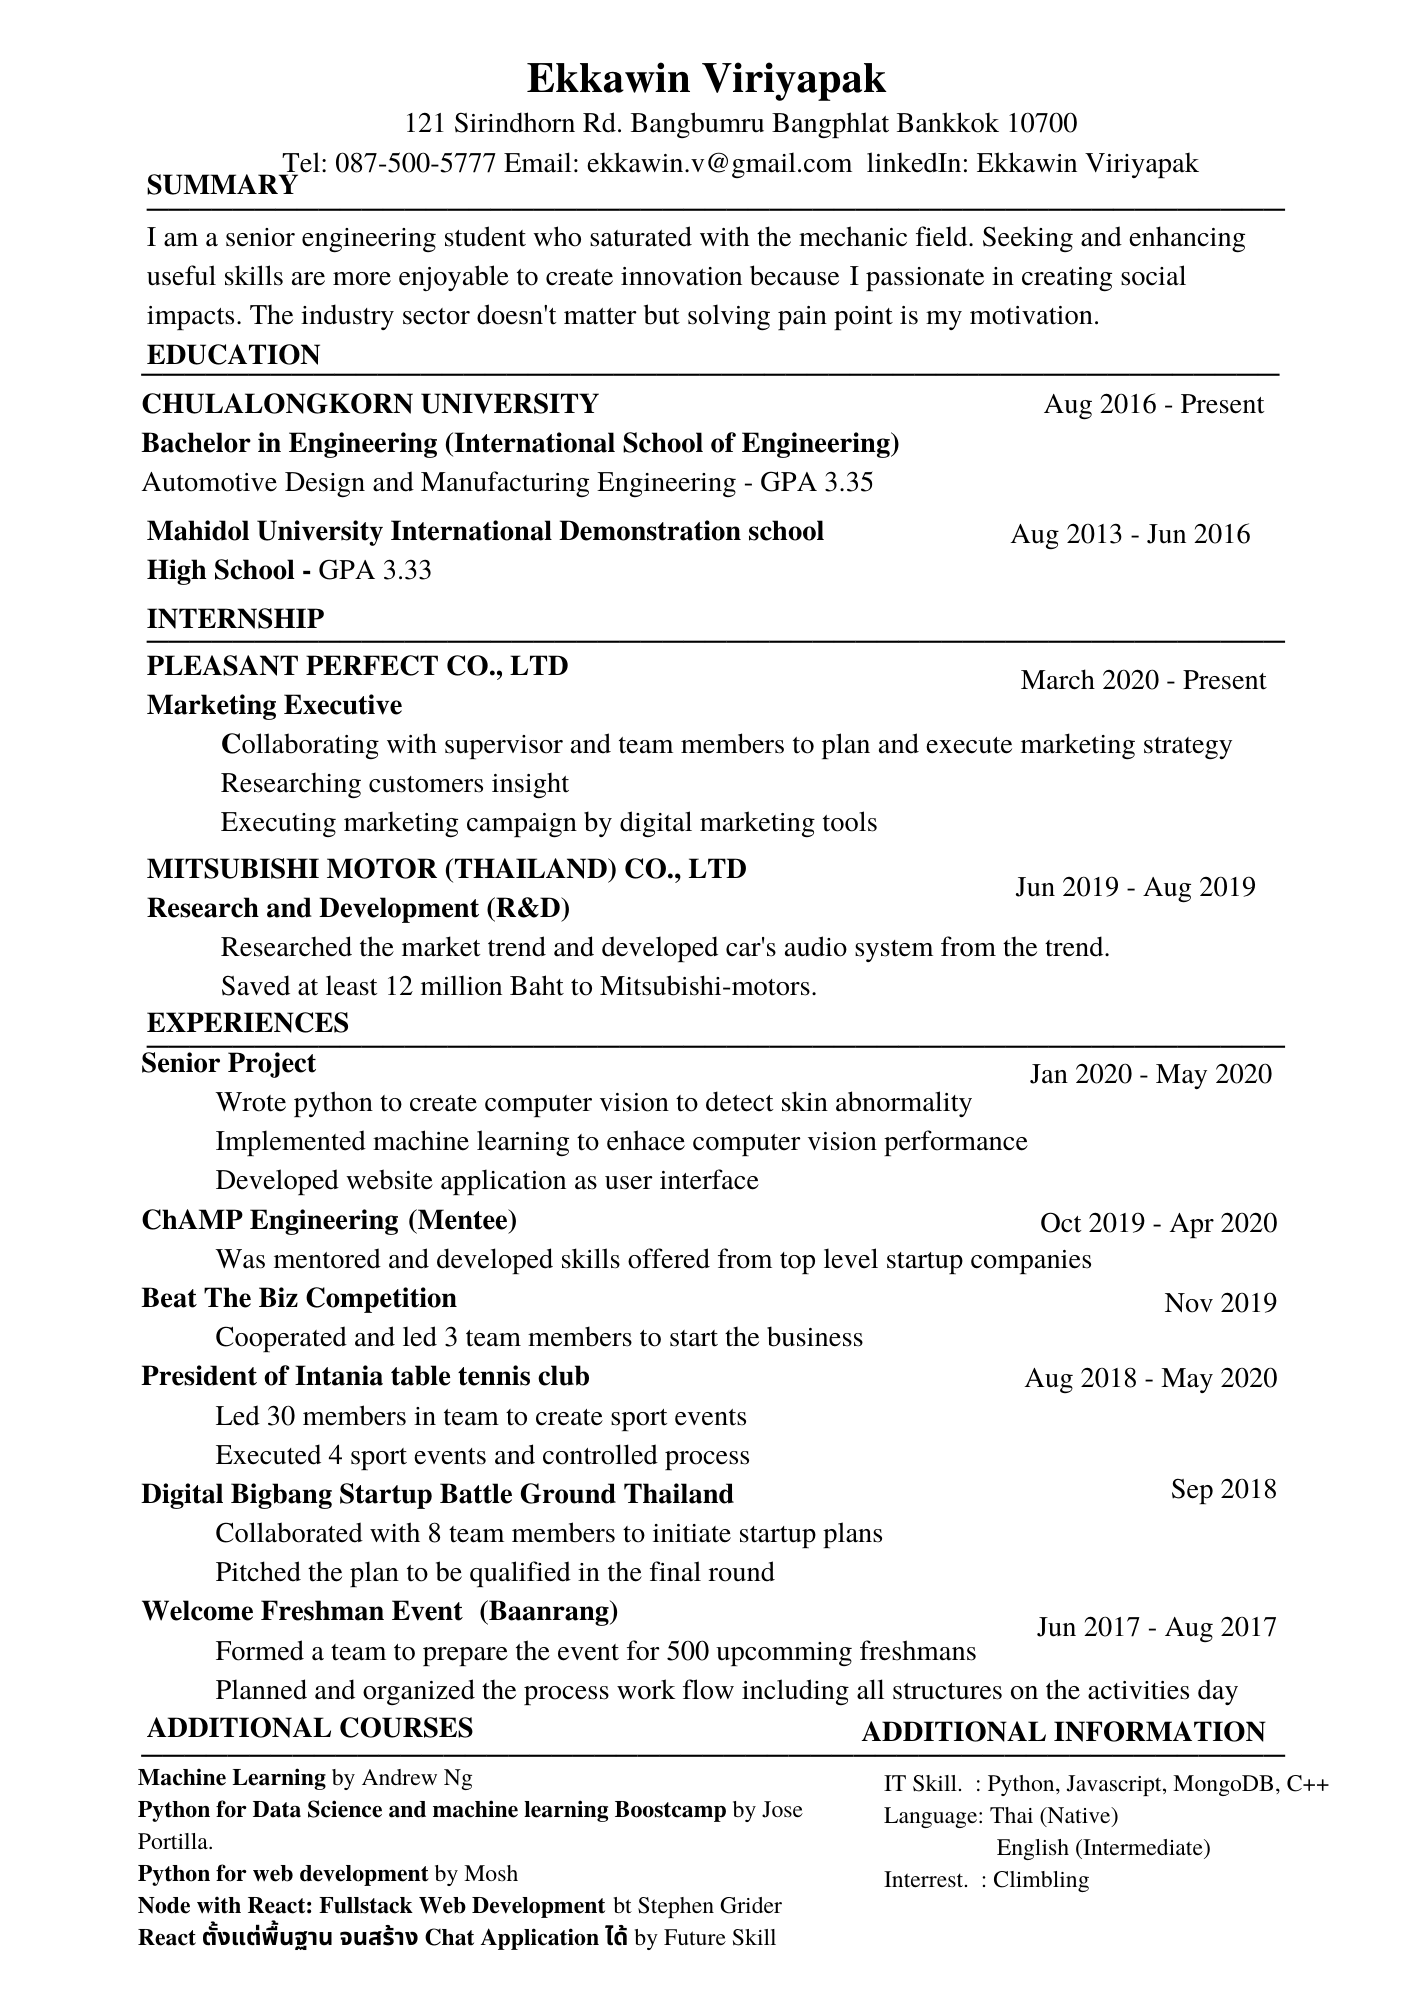 Ekkawin Viriyapak
121 Sirindhorn Rd. Bangbumru Bangphlat Bankkok 10700
Tel: 087-500-5777 Email: ekkawin.v@gmail.com  linkedIn: Ekkawin Viriyapak
SUMMARY
I am a senior engineering student who saturated with the mechanic field. Seeking and enhancing
useful skills are more enjoyable to create innovation because I passionate in creating social
impacts. The industry sector doesn't matter but solving pain point is my motivation.
EDUCATION
CHULALONGKORN UNIVERSITY Aug 2016 - Present
Bachelor in Engineering (International School of Engineering)
Automotive Design and Manufacturing Engineering - GPA 3.35
Mahidol University International Demonstration school Aug 2013 - Jun 2016
High School - GPA 3.33
INTERNSHIP
PLEASANT PERFECT CO., LTD March 2020 - Present
Marketing Executive
Collaborating with supervisor and team members to plan and execute marketing strategy
Researching customers insight
Executing marketing campaign by digital marketing tools
MITSUBISHI MOTOR (THAILAND) CO., LTD Jun 2019 - Aug 2019
Research and Development (R&D)
Researched the market trend and developed car's audio system from the trend.
Saved at least 12 million Baht to Mitsubishi-motors.
EXPERIENCES
Senior Project Jan 2020 - May 2020
Wrote python to create computer vision to detect skin abnormality
Implemented machine learning to enhace computer vision performance
Developed website application as user interface
ChAMP Engineering (Mentee) Oct 2019 - Apr 2020
Was mentored and developed skills offered from top level startup companies
Beat The Biz Competition Nov 2019
Cooperated and led 3 team members to start the business
President of Intania table tennis club Aug 2018 - May 2020
Led 30 members in team to create sport events
Executed 4 sport events and controlled process
Digital Bigbang Startup Battle Ground Thailand Sep 2018
Collaborated with 8 team members to initiate startup plans
Pitched the plan to be qualified in the final round
Welcome Freshman Event  (Baanrang) Jun 2017 - Aug 2017
Formed a team to prepare the event for 500 upcomming freshmans
Planned and organized the process work flow including all structures on the activities day
ADDITIONAL COURSES
Machine Learning by Andrew Ng
Python for Data Science and machine learning Boostcamp by Jose
Portilla.
Python for web development by Mosh
Node with React: Fullstack Web Development bt Stephen Grider
React ตั้งแต่พื้นฐาน จนสร้าง Chat Application ได้ by Future Skill
ADDITIONAL INFORMATION
IT Skill.  : Python, Javascript, MongoDB, C++
Language: Thai (Native)
English (Intermediate)
Interrest.  : Climbling